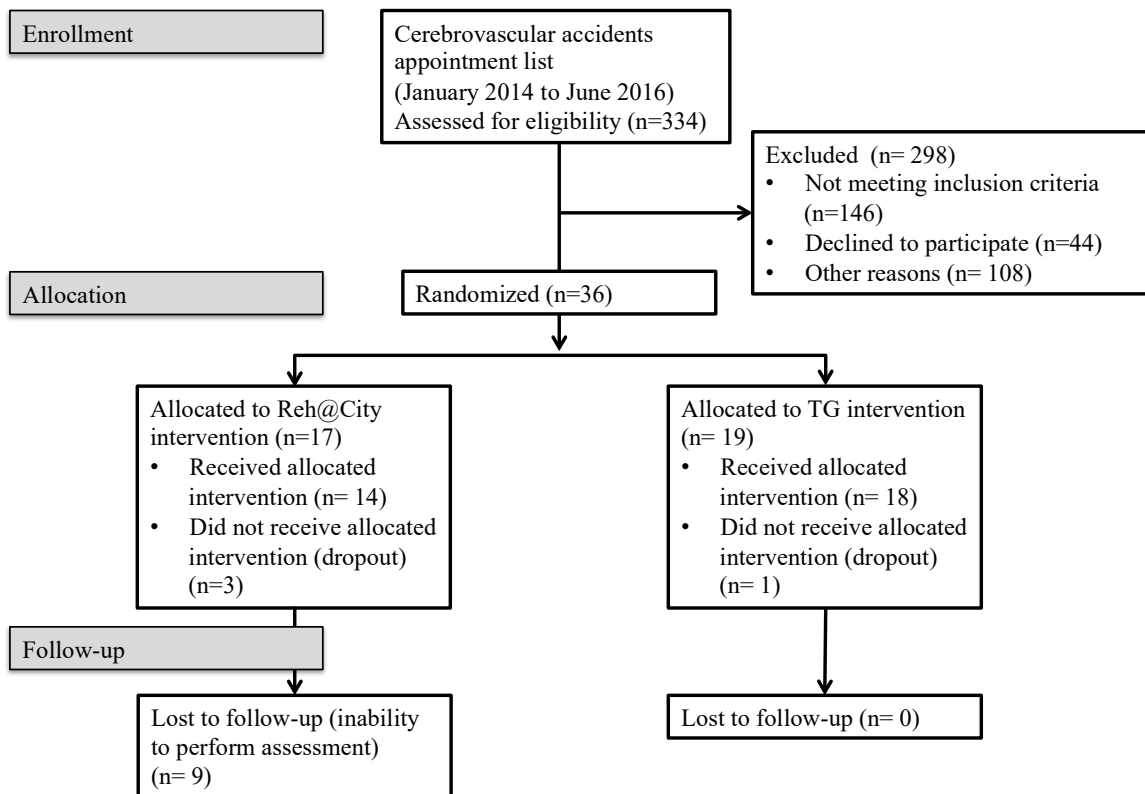 Enrollment
Cerebrovascular accidents
appointment list
(January 2014 to June 2016)
Assessed for eligibility (n=334)
Excluded  (n= 298)
• Not meeting inclusion criteria
(n=146)
• Declined to participate (n=44)
• Other reasons (n= 108)
Allocation
Randomized (n=36)
Allocated to Reh@City
intervention (n=17)
• Received allocated
intervention (n= 14)
• Did not receive allocated
intervention (dropout)
(n=3)
Allocated to TG intervention
(n= 19)
• Received allocated
intervention (n= 18)
• Did not receive allocated
intervention (dropout)
(n= 1)
Follow-up
Lost to follow-up (inability
to perform assessment)
(n= 9)
Lost to follow-up (n= 0)